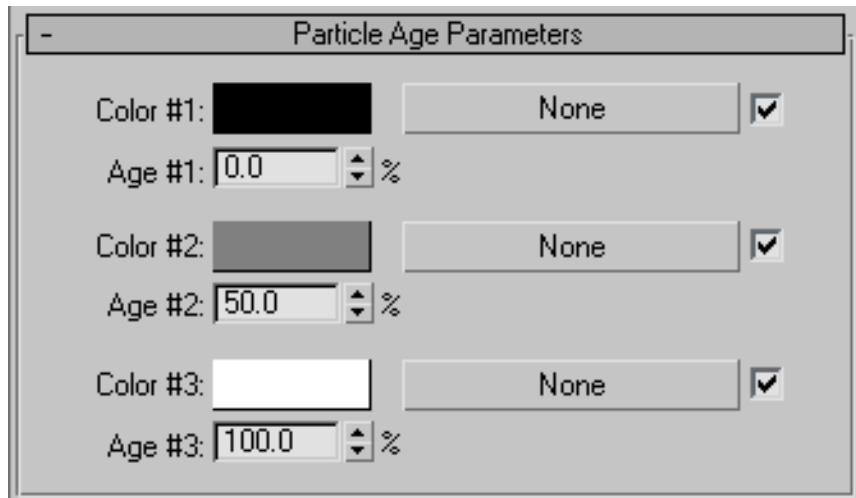 - Particle Age Parameters
Color #1: None
Age #1: 0.0 %
Color #2: None
Age #2: 50.0 %
Color #3: None
Age #3: 100.0 %